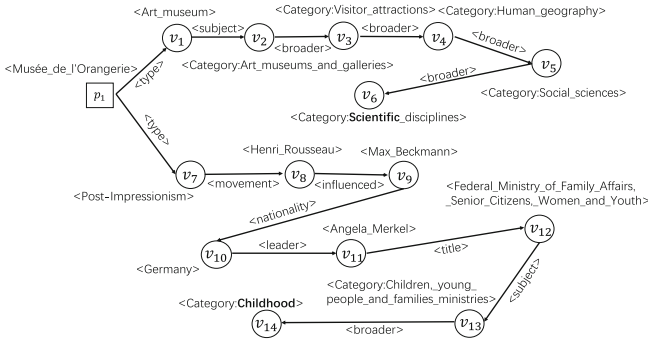 <Art_museum>
<Category:Visitor_attractions>
<Category:Human_geography>
v1
<subject>
v2
<broader>
v3
<broader>
v4
<broader>
v5
<Musée_de_l'Orangerie>
<type>
<Category:Art_museums_and_galleries>
<broader>
p1
v6
<Category:Social_sciences>
<Category:Scientific_disciplines>
<type>
<Henri_Rousseau>
<Max_Beckmann>
v7
<movement>
v8
<influenced>
v9
<Post-Impressionism>
<Federal_Ministry_of_Family_Affairs,
_Senior_Citizens,_Women_and_Youth>
<nationality>
<Angela_Merkel>
v10
<leader>
v11
<title>
v12
<Germany>
<subject>
<Category:Children,_young_
people_and_families_ministries>
<Category:Childhood>
v14
<broader>
v13